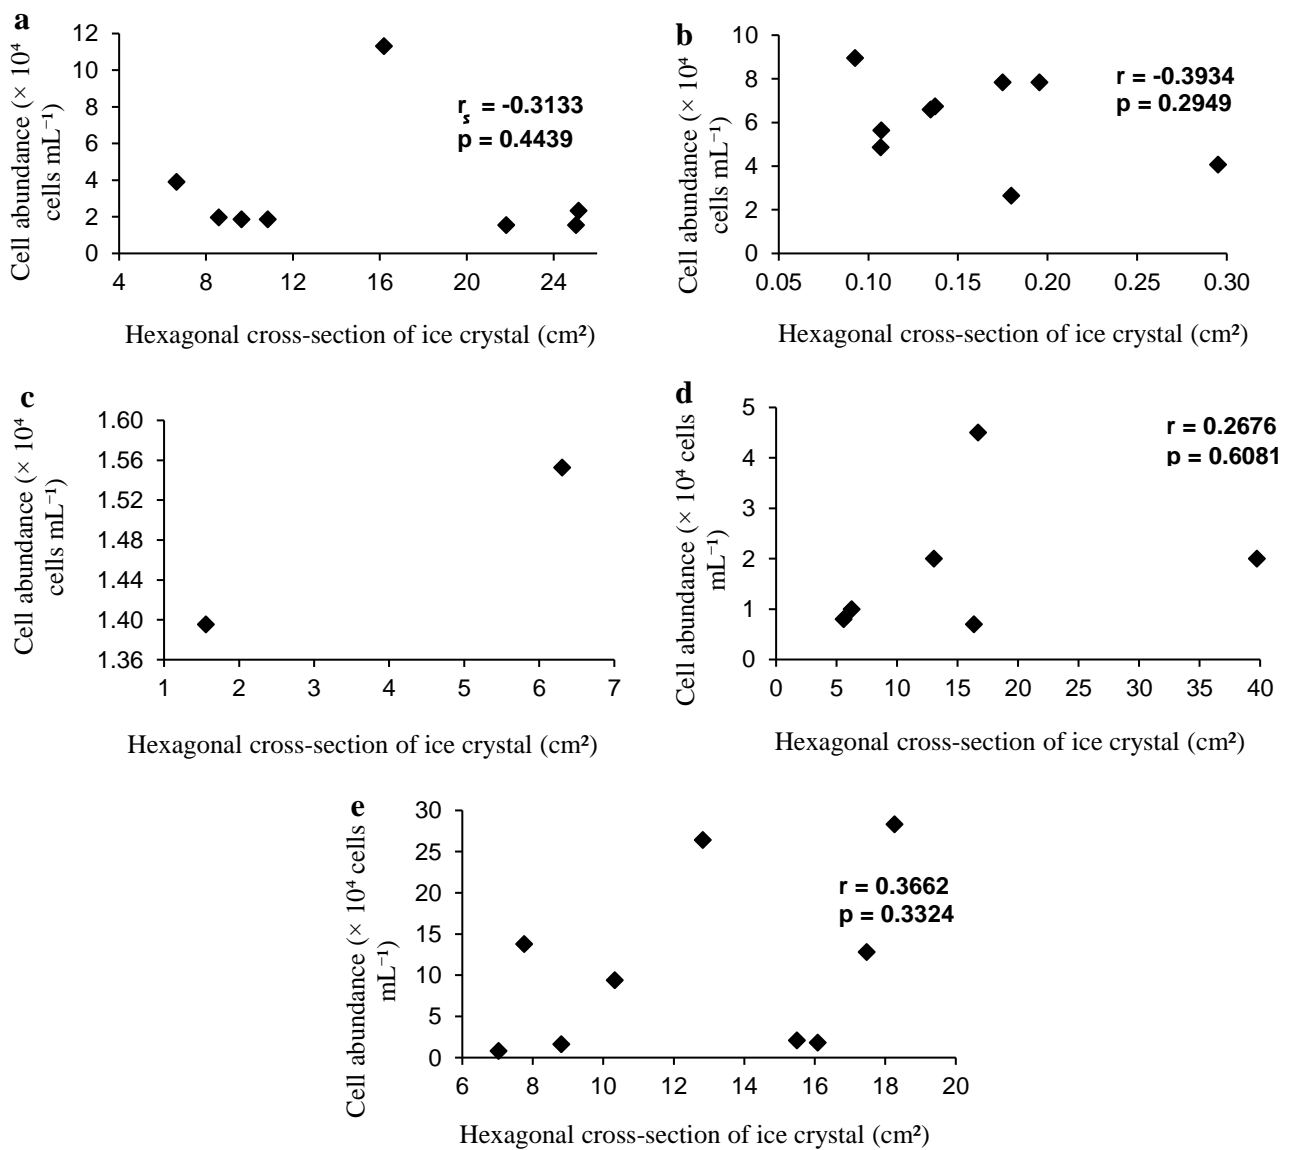 a
12
10
8
6
4
2
0
Cell abundance (× 10⁴
cells mL⁻¹)
rs = -0.3133
p = 0.4439
4 8 12 16 20 24
Hexagonal cross-section of ice crystal (cm²)
b
10
8
6
4
2
0
Cell abundance (× 10⁴
cells mL⁻¹)
r = -0.3934
p = 0.2949
0.05 0.10 0.15 0.20 0.25 0.30
Hexagonal cross-section of ice crystal (cm²)
c
1.60
1.56
1.52
1.48
1.44
1.40
1.36
Cell abundance (× 10⁴
cells mL⁻¹)
1 2 3 4 5 6 7
Hexagonal cross-section of ice crystal (cm²)
d
5
4
3
2
1
0
Cell abundance (× 10⁴ cells
mL⁻¹)
r = 0.2676
p = 0.6081
0 5 10 15 20 25 30 35 40
Hexagonal cross-section of ice crystal (cm²)
e
30
25
20
15
10
5
0
Cell abundance (× 10⁴ cells
mL⁻¹)
r = 0.3662
p = 0.3324
6 8 10 12 14 16 18 20
Hexagonal cross-section of ice crystal (cm²)